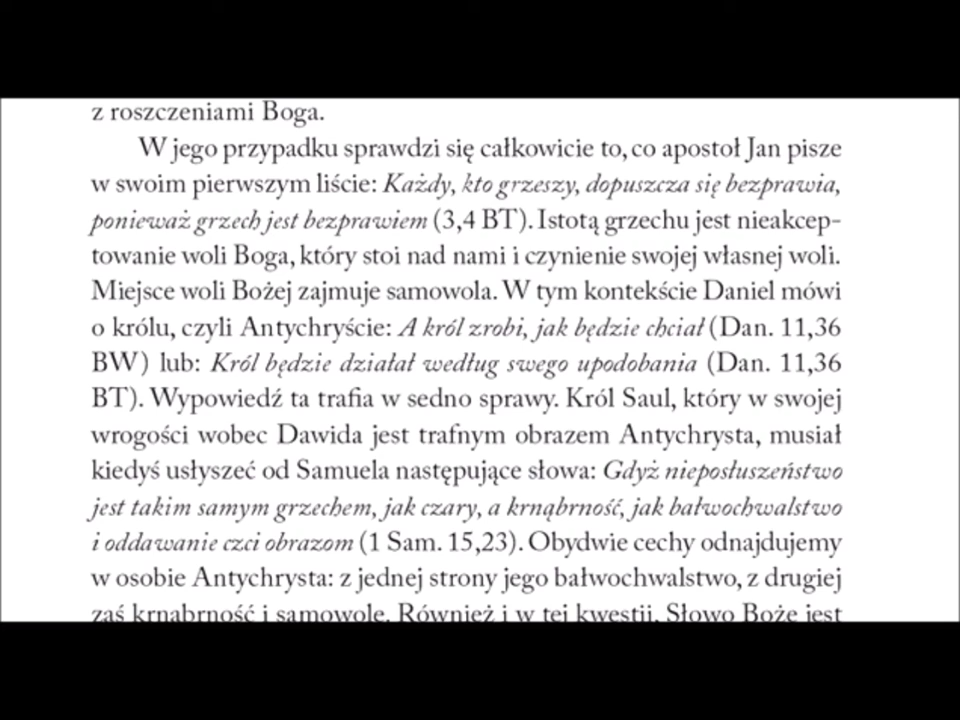 z roszczeniami Boga.
W jego przypadku sprawdzi się całkowicie to, co apostoł Jan pisze
w swoim pierwszym liście: Każdy, kto grzeszy, dopuszcza się bezprawia,
ponieważ grzech jest bezprawiem (3,4 BT). Istotą grzechu jest nieakcep-
towanie woli Boga, który stoi nad nami i czynienie swojej własnej woli.
Miejsce woli Bożej zajmuje samowola. W tym kontekście Daniel mówi
o królu, czyli Antychryście: A król zrobi, jak będzie chciał (Dan. 11,36
BW) lub: Król będzie działał według swego upodobania (Dan. 11,36
BT). Wypowiedź ta trafia w sedno sprawy. Król Saul, który w swojej
wrogości wobec Dawida jest trafnym obrazem Antychrysta, musiał
kiedyś usłyszeć od Samuela następujące słowa: Gdyż nieposłuszeństwo
jest takim samym grzechem, jak czary, a krnąbrność, jak bałwochwalstwo
i oddawanie czci obrazom (1 Sam. 15,23). Obydwie cechy odnajdujemy
w osobie Antychrysta: z jednej strony jego bałwochwalstwo, z drugiej
zaś krnąbrność i samowolę. Również i w tej kwestii, Słowo Boże jest